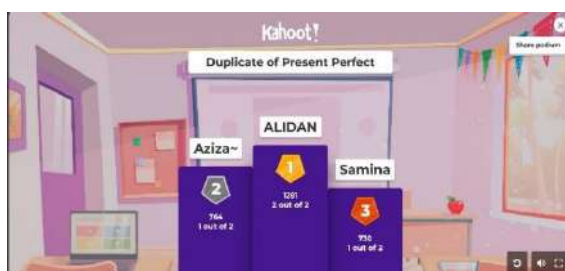 Kahoot!
Share podium
Duplicate of Present Perfect
ALIDAN
Aziza~
Samina
1
1281
2 out of 2
2
764
1 out of 2
3
1 out of 2